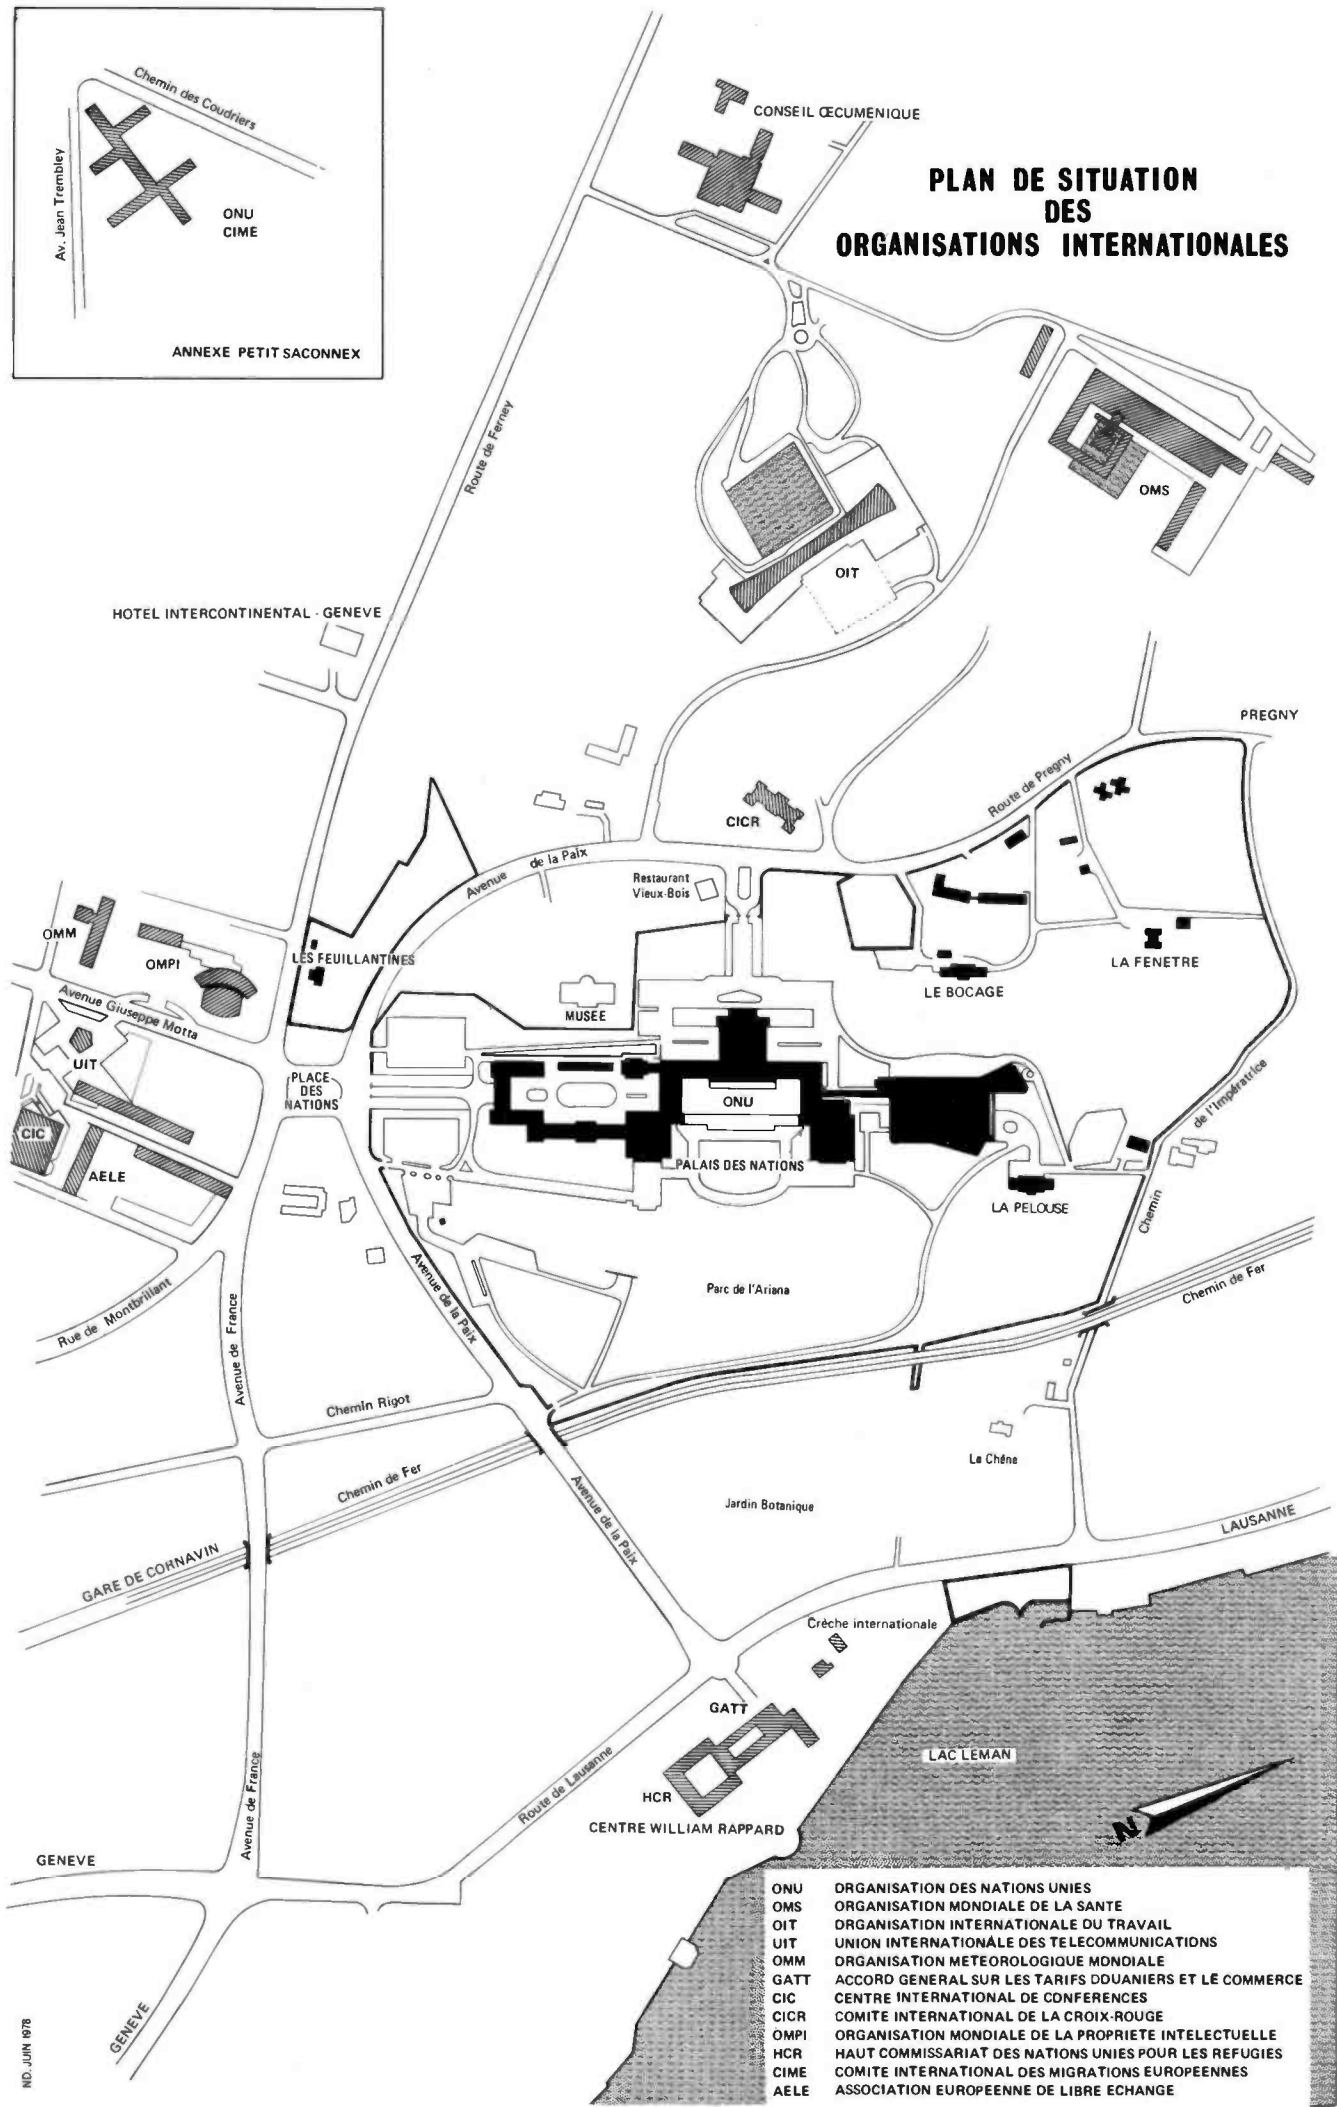 Chemin des Coudriers
Av. Jean Trembley
ONU
CIME
ANNEXE PETIT SACONNEX
CONSEIL ŒCUMENIQUE
PLAN DE SITUATION
DES
ORGANISATIONS INTERNATIONALES
Route de Ferney
OMS
OIT
HOTEL INTERCONTINENTAL - GENEVE
PREGNY
Route de Pregny
CICR
Avenue de la Paix
Restaurant
Vieux-Bois
OMM
OMPI
LES FEUILLANTINES
LA FENETRE
LE BOCAGE
Avenue Giuseppe Motta
MUSEE
UIT
PLACE
DES
NATIONS
ONU
CIC
AELE
PALAIS DES NATIONS
LA PELOUSE
Chemin de l'Impératrice
Avenue de la Paix
Parc de l'Ariana
Chemin de Fer
Rue de Montbrillant
Avenue de France
Chemin Rigot
Le Chêne
Chemin de Fer
Avenue de la Paix
Jardin Botanique
LAUSANNE
GARE DE CORNAVIN
Crèche internationale
GATT
LAC LEMAN
Route de Lausanne
HCR
CENTRE WILLIAM RAPPARD
Avenue de France
GENEVE
N
GENEVE
ND. JUIN 1978
ONU ORGANISATION DES NATIONS UNIES
OMS ORGANISATION MONDIALE DE LA SANTE
OIT ORGANISATION INTERNATIONALE DU TRAVAIL
UIT UNION INTERNATIONALE DES TELECOMMUNICATIONS
OMM ORGANISATION METEOROLOGIQUE MONDIALE
GATT ACCORD GENERAL SUR LES TARIFS DOUANIERS ET LE COMMERCE
CIC CENTRE INTERNATIONAL DE CONFERENCES
CICR COMITE INTERNATIONAL DE LA CROIX-ROUGE
OMPI ORGANISATION MONDIALE DE LA PROPRIETE INTELECTUELLE
HCR HAUT COMMISSARIAT DES NATIONS UNIES POUR LES REFUGIES
CIME COMITE INTERNATIONAL DES MIGRATIONS EUROPEENNES
AELE ASSOCIATION EUROPEENNE DE LIBRE ECHANGE